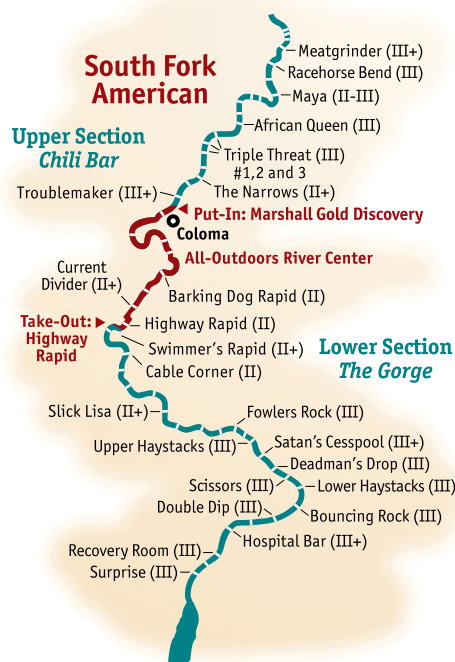 Meatgrinder (III+)
South Fork
American
Racehorse Bend (III)
Maya (II-III)
African Queen (III)
Upper Section
Chili Bar
Triple Threat (III)
#1,2 and 3
Troublemaker (III+)
The Narrows (II+)
Put-In: Marshall Gold Discovery
Coloma
All-Outdoors River Center
Current
Divider (II+)
Barking Dog Rapid (II)
Take-Out:
Highway
Rapid
Highway Rapid (II)
Swimmer's Rapid (II+)
Lower Section
The Gorge
Cable Corner (II)
Slick Lisa (II+)
Fowlers Rock (III)
Upper Haystacks (III)
Satan's Cesspool (III+)
Deadman's Drop (III)
Scissors (III)
Lower Haystacks (III)
Double Dip (III)
Bouncing Rock (III)
Hospital Bar (III+)
Recovery Room (III)
Surprise (III)